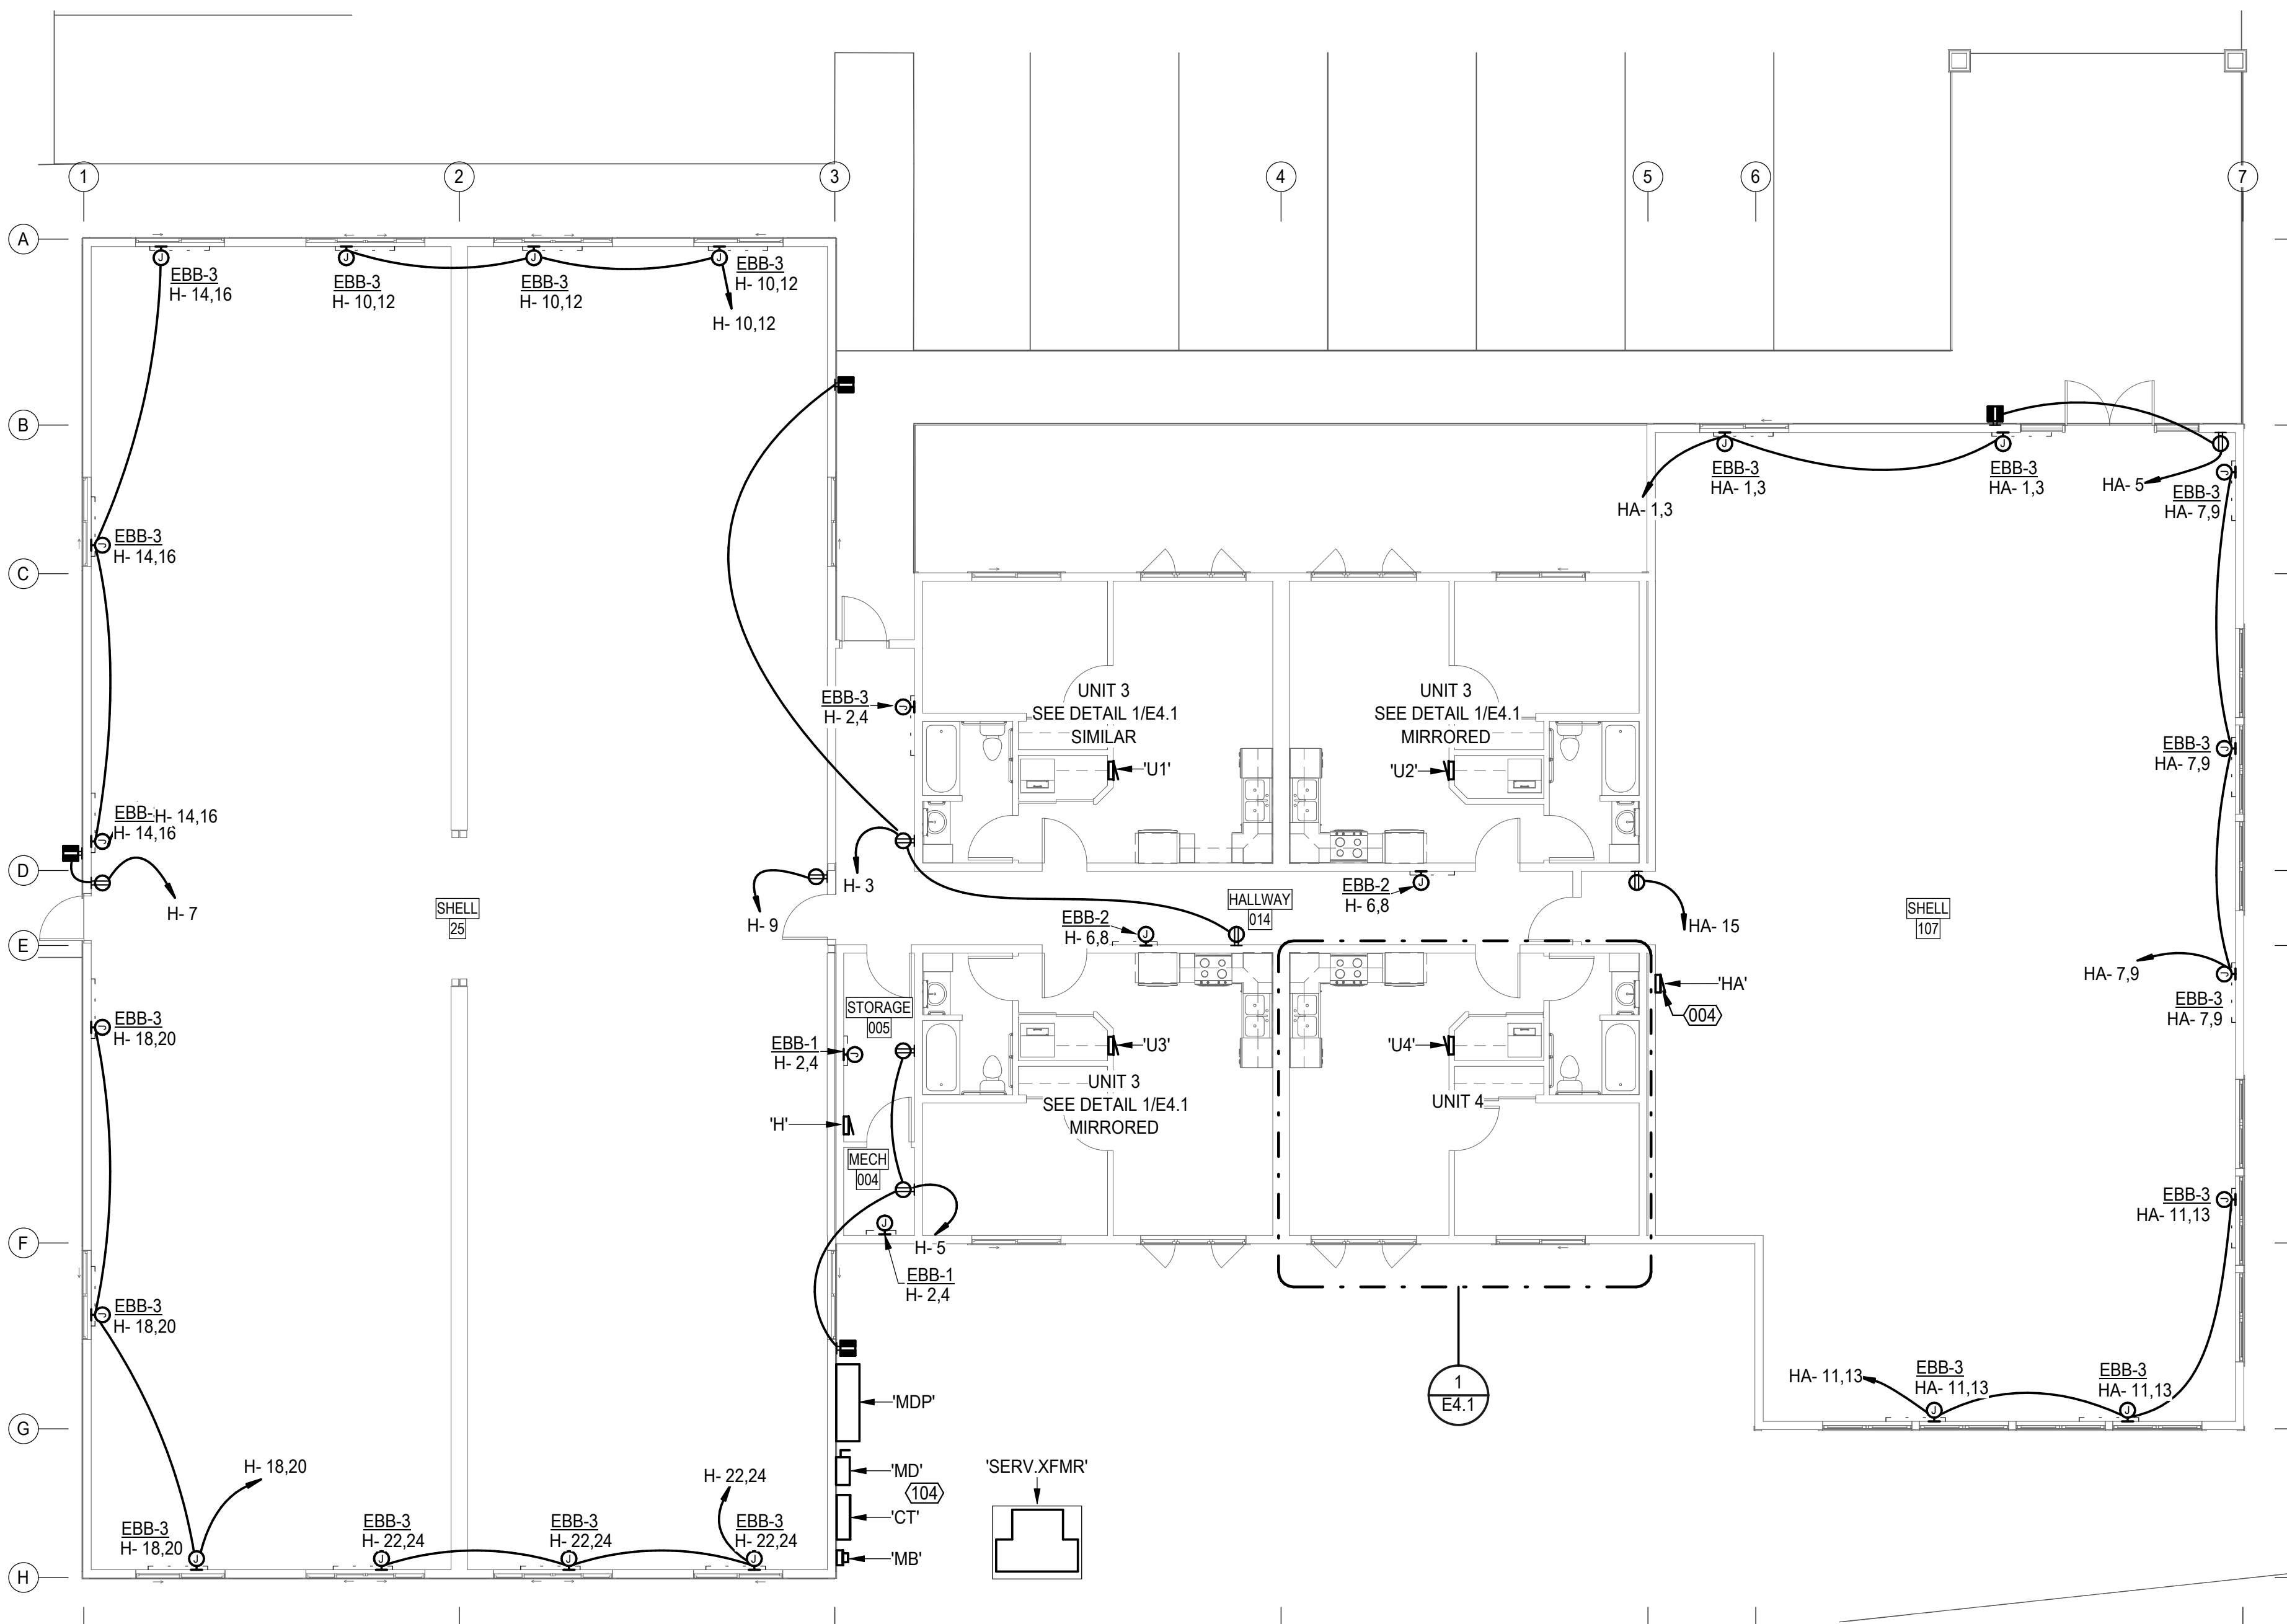 1
2
3
4
5
6
7
A
B
C
D
E
F
G
H
J
EBB-3
H- 14,16
J
EBB-3
H- 10,12
J
EBB-3
H- 10,12
J
EBB-3
H- 10,12
H- 10,12
J
EBB-3
H- 14,16
J
EBB-
H- 14,16
H- 14,16
H- 7
SHELL
25
H- 9
H- 3
J
EBB-3
H- 2,4
UNIT 3
SEE DETAIL 1/E4.1
SIMILAR
'U1'
UNIT 3
SEE DETAIL 1/E4.1
MIRRORED
'U2'
J
EBB-3
HA- 1,3
J
EBB-3
HA- 1,3
HA- 1,3
HA- 5
J
EBB-3
HA- 7,9
J
EBB-3
HA- 7,9
HA- 7,9
J
EBB-3
HA- 7,9
HALLWAY
014
J
EBB-2
H- 6,8
J
EBB-2
H- 6,8
HA- 15
SHELL
107
'HA'
004
STORAGE
005
J
EBB-1
H- 2,4
'H'
MECH
004
H- 5
J
EBB-1
H- 2,4
'U3'
UNIT 3
SEE DETAIL 1/E4.1
MIRRORED
'U4'
UNIT 4
J
EBB-3
H- 18,20
J
EBB-3
H- 18,20
J
EBB-3
H- 18,20
H- 18,20
J
EBB-3
H- 22,24
J
EBB-3
H- 22,24
J
EBB-3
H- 22,24
H- 22,24
'MDP'
'MD'
104
'CT'
'MB'
'SERV.XFMR'
1
E4.1
J
EBB-3
HA- 11,13
HA- 11,13
J
EBB-3
HA- 11,13
J
EBB-3
HA- 11,13